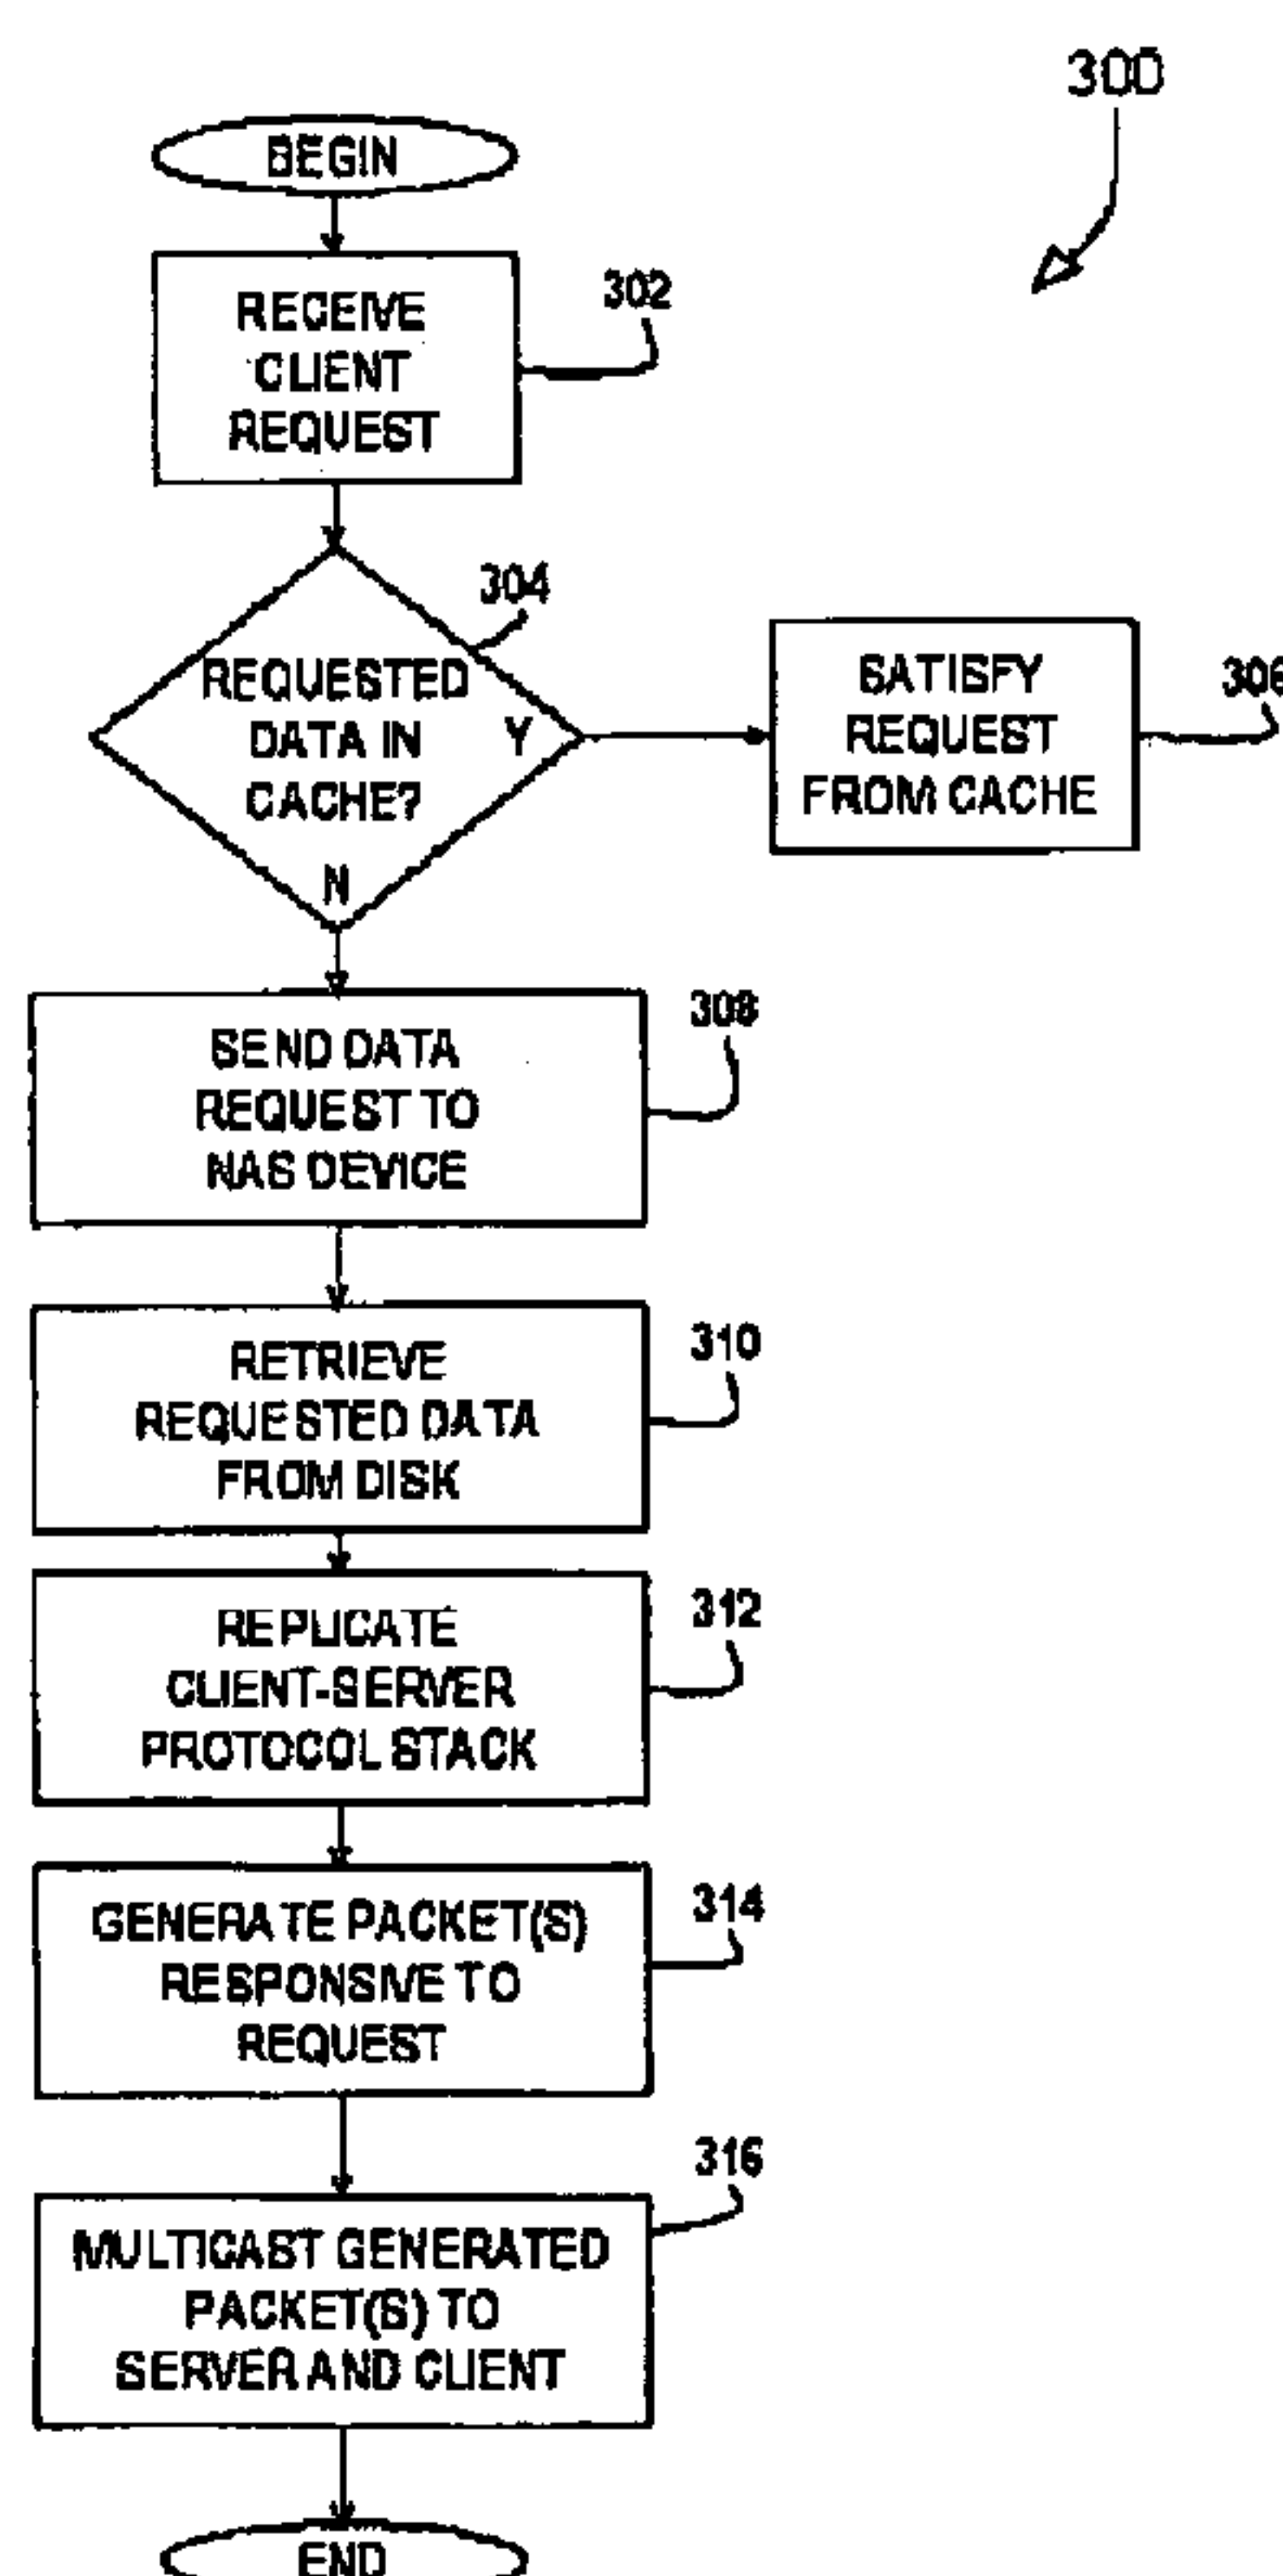 300
BEGIN
RECEIVE
CLIENT
REQUEST
302
304
REQUESTED
DATA IN
CACHE?
Y
N
SATISFY
REQUEST
FROM CACHE
306
SEND DATA
REQUEST TO
NAS DEVICE
308
RETRIEVE
REQUESTED DATA
FROM DISK
310
REPLICATE
CLIENT-SERVER
PROTOCOL STACK
312
GENERATE PACKET(S)
RESPONSIVE TO
REQUEST
314
MULTICAST GENERATED
PACKET(S) TO
SERVER AND CLIENT
316
END